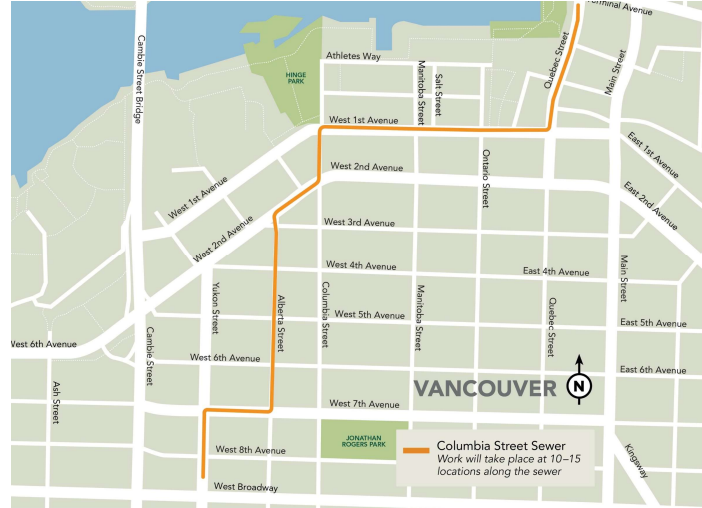 Terminal Avenue
Cambie Street Bridge
Quebec Street
Main Street
Athletes Way
HINGE
PARK
Manitoba Street
Salt Street
West 1st Avenue
East 1st Avenue
Ontario Street
West 2nd Avenue
East 2nd Avenue
West 1st Avenue
West 2nd Avenue
West 3rd Avenue
West 4th Avenue
East 4th Avenue
Main Street
Yukon Street
Alberta Street
Columbia Street
Manitoba Street
Quebec Street
West 5th Avenue
East 5th Avenue
West 6th Avenue
Cambie Street
West 6th Avenue
East 6th Avenue
Ash Street
VANCOUVER
N
West 7th Avenue
JONATHAN
ROGERS PARK
Columbia Street Sewer
Work will take place at 10–15
locations along the sewer
West 8th Avenue
Kingsway
West Broadway